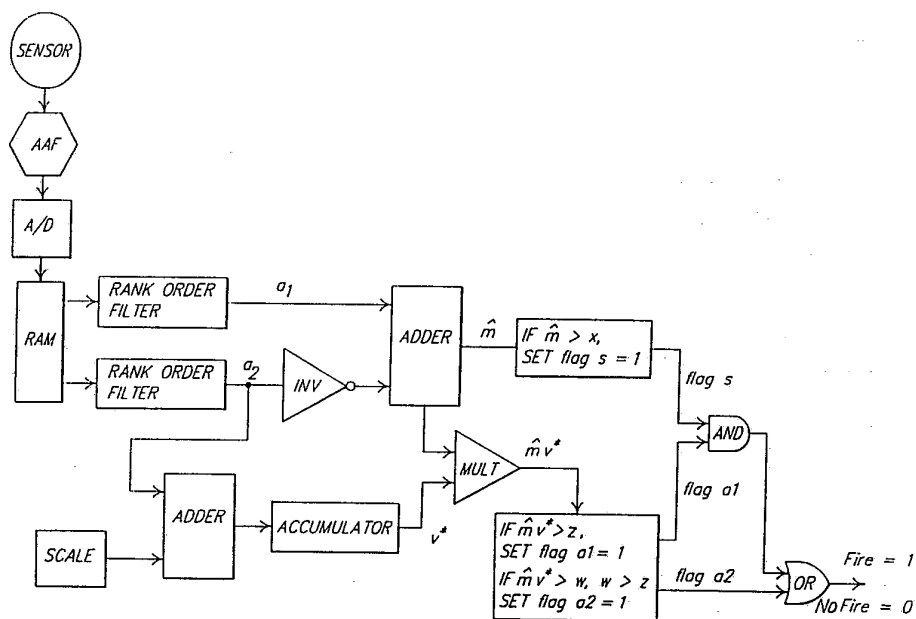 SENSOR
AAF
A/D
RAM
RANK ORDER
FILTER
a1
ADDER
m̂
IF m̂ > x,
SET flag s = 1
RANK ORDER
FILTER
a2
INV
flag s
AND
MULT
m̂ v*
flag a1
ADDER
ACCUMULATOR
v*
SCALE
IF m̂ v* > z,
SET flag a1 = 1
IF m̂ v* > w, w > z
SET flag a2 = 1
flag a2
OR
Fire = 1
No Fire = 0